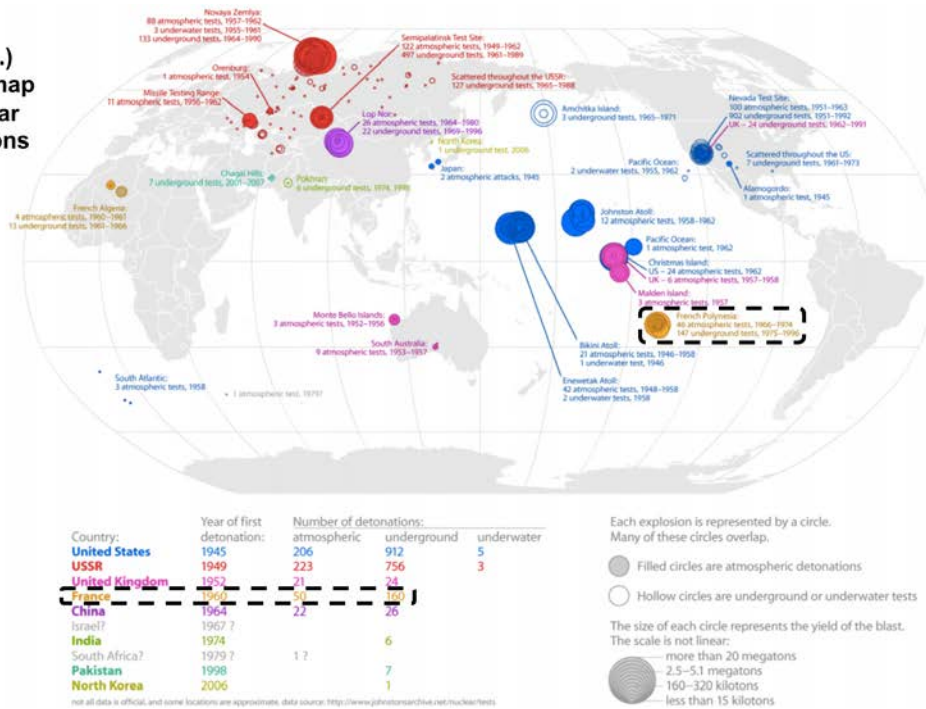 .)
map
ar
ons
Novaya Zemlya:
88 atmospheric tests, 1957–1962
3 underwater tests, 1955–1961
133 underground tests, 1964–1990
Semipalatinsk Test Site:
122 atmospheric tests, 1949–1962
497 underground tests, 1961–1989
Orenburg:
1 atmospheric test, 1954
Missile Testing Range:
11 atmospheric tests, 1956–1962
Scattered throughout the USSR:
127 underground tests, 1965–1988
Lop Nor:
26 atmospheric tests, 1964–1980
22 underground tests, 1969–1996
North Korea:
1 underground test, 2006
Japan:
2 atmospheric attacks, 1945
Chagai Hills:
7 underground tests, 2001–2007
Pokhran:
6 underground tests, 1974, 1998
French Algeria:
4 atmospheric tests, 1960–1961
13 underground tests, 1961–1966
Amchitka Island:
3 underground tests, 1965–1971
Nevada Test Site:
100 atmospheric tests, 1951–1963
902 underground tests, 1951–1992
UK – 24 underground tests, 1962–1991
Pacific Ocean:
2 underwater tests, 1955, 1962
Scattered throughout the US:
7 underground tests, 1961–1973
Alamogordo:
1 atmospheric test, 1945
Johnston Atoll:
12 atmospheric tests, 1958–1962
Pacific Ocean:
1 atmospheric test, 1962
Christmas Island:
US – 24 atmospheric tests, 1962
UK – 6 atmospheric tests, 1957–1958
Malden Island:
3 atmospheric tests, 1957
French Polynesia:
46 atmospheric tests, 1966–1974
147 underground tests, 1975–1996
Monte Bello Islands:
3 atmospheric tests, 1952–1956
South Australia:
9 atmospheric tests, 1953–1957
Bikini Atoll:
21 atmospheric tests, 1946–1958
1 underwater test, 1946
Enewetak Atoll:
42 atmospheric tests, 1948–1958
2 underwater tests, 1958
South Atlantic:
3 atmospheric tests, 1958
1 atmospheric test, 1979?
Year of first Number of detonations:
Country: detonation: atmospheric underground underwater
United States 1945 206 912 5
USSR 1949 223 756 3
United Kingdom 1952 21 24
France 1960 50 160
China 1964 22 26
Israel? 1967 ?
India 1974 6
South Africa? 1979 ? 1 ?
Pakistan 1998 7
North Korea 2006 1
not all data is official, and some locations are approximate. data source: http://www.johnstonsarchive.net/nuclear/tests
Each explosion is represented by a circle.
Many of these circles overlap.
Filled circles are atmospheric detonations
Hollow circles are underground or underwater tests
The size of each circle represents the yield of the blast.
The scale is not linear:
more than 20 megatons
2.5–5.1 megatons
160–320 kilotons
less than 15 kilotons